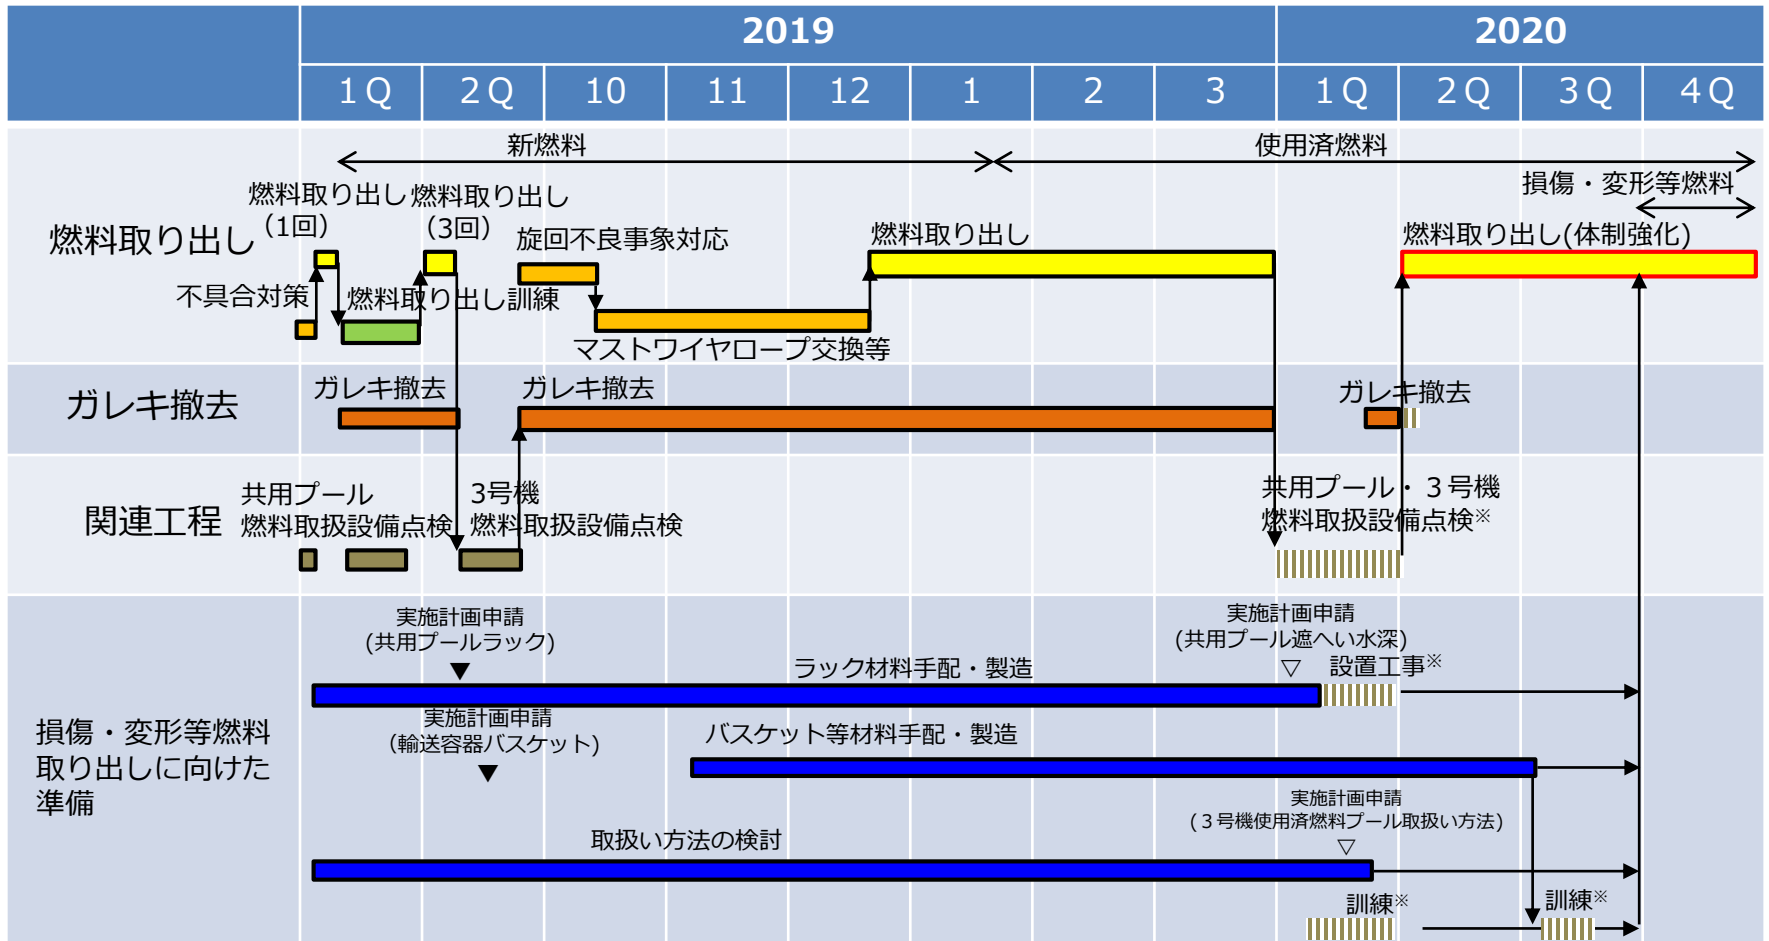 2019
2020
1Q
2Q
10
11
12
1
2
3
1Q
2Q
3Q
4Q
燃料取り出し
新燃料
使用済燃料
損傷・変形等燃料
燃料取り出し
(1回)
燃料取り出し
(3回)
旋回不良事象対応
燃料取り出し
燃料取り出し(体制強化)
不具合対策
燃料取り出し訓練
マストワイヤロープ交換等
ガレキ撤去
ガレキ撤去
ガレキ撤去
ガレキ撤去
関連工程
共用プール
燃料取扱設備点検
3号機
燃料取扱設備点検
共用プール・3号機
燃料取扱設備点検※
損傷・変形等燃料
取り出しに向けた
準備
実施計画申請
(共用プールラック)
▼
ラック材料手配・製造
実施計画申請
(共用プール遮へい水深)
▽
設置工事※
実施計画申請
(輸送容器バスケット)
▼
バスケット等材料手配・製造
実施計画申請
(3号機使用済燃料プール取扱い方法)
▽
取扱い方法の検討
訓練※
訓練※